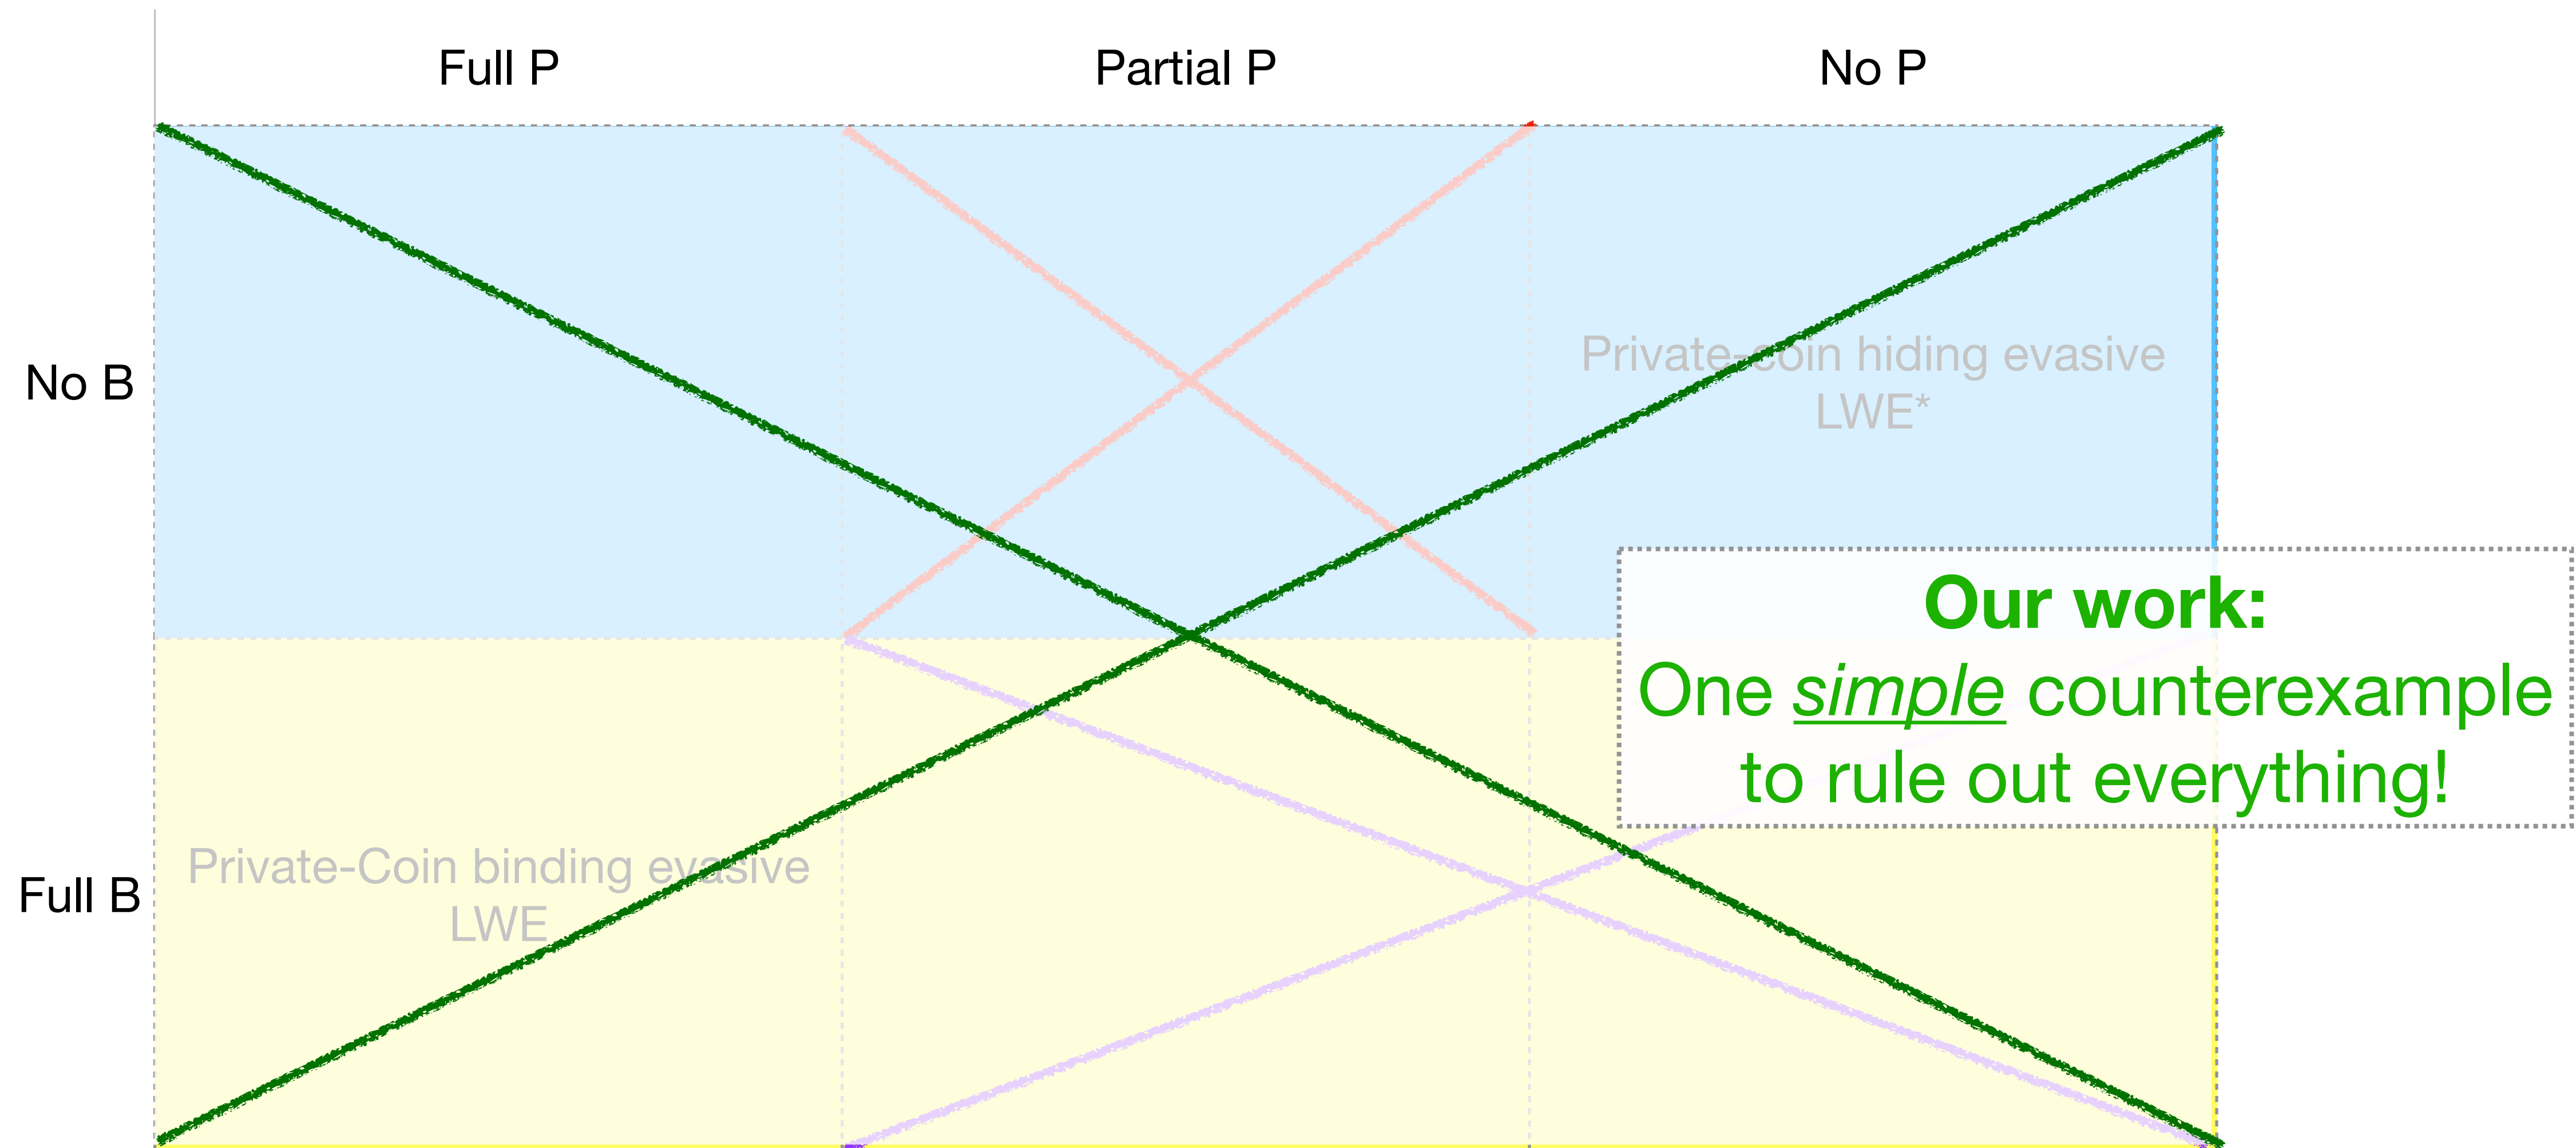 Full P
Partial P
No P
No B
Private-coin hiding evasive
LWE*
Our work:
One simple counterexample
to rule out everything!
Full B
Private-Coin binding evasive
LWE